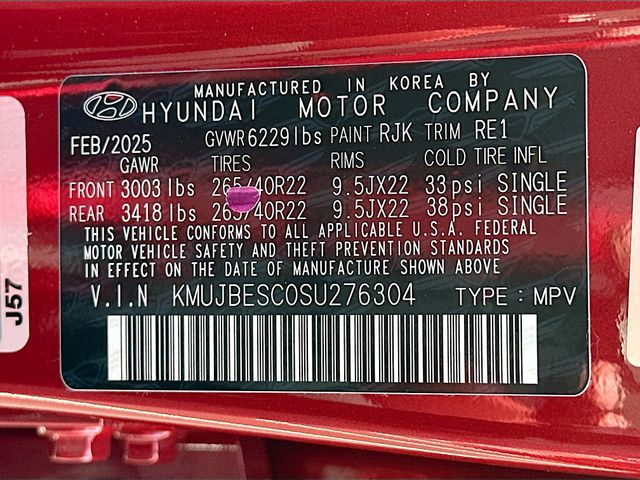 MANUFACTURED IN KOREA BY
HYUNDAI MOTOR COMPANY
FEB/2025 GVWR 6229 lbs PAINT RJK TRIM RE1
GAWR TIRES RIMS COLD TIRE INFL
FRONT 3003 lbs 265/40R22 9.5JX22 33 psi SINGLE
REAR 3418 lbs 265/40R22 9.5JX22 38 psi SINGLE
THIS VEHICLE CONFORMS TO ALL APPLICABLE U.S.A. FEDERAL
MOTOR VEHICLE SAFETY AND THEFT PREVENTION STANDARDS
IN EFFECT ON THE DATE OF MANUFACTURE SHOWN ABOVE
V.I.N KMUJBESC0SU276304 TYPE : MPV
J57